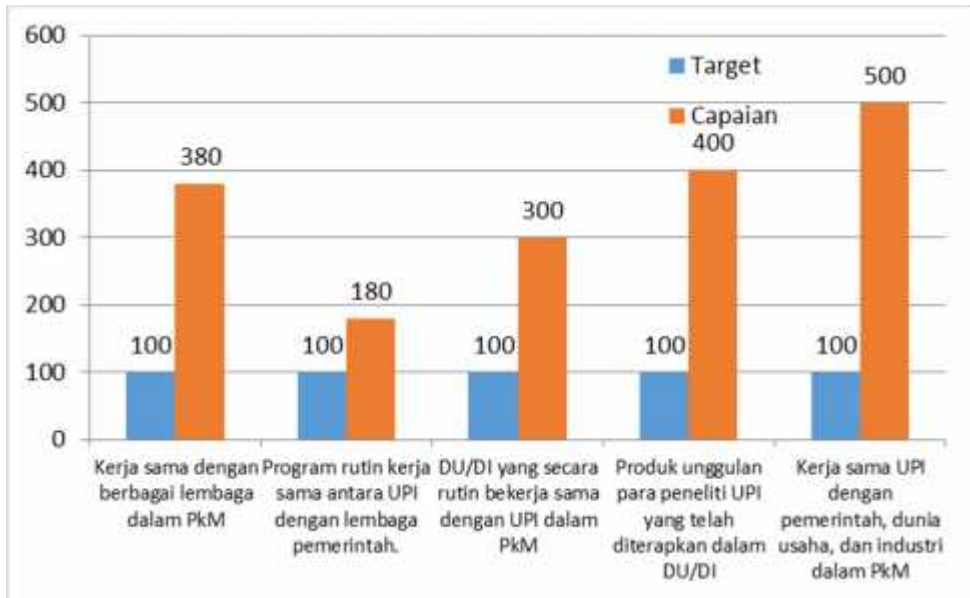 600
500
400
300
200
100
0
Target
Capaian
100
380
100
180
100
300
100
400
100
500
Kerja sama dengan
berbagai lembaga
dalam PkM
Program rutin kerja
sama antara UPI
dengan lembaga
pemerintah.
DU/DI yang secara
rutin bekerja sama
dengan UPI dalam
PkM
Produk unggulan
para peneliti UPI
yang telah
diterapkan dalam
DU/DI
Kerja sama UPI
dengan
pemerintah, dunia
usaha, dan industri
dalam PkM